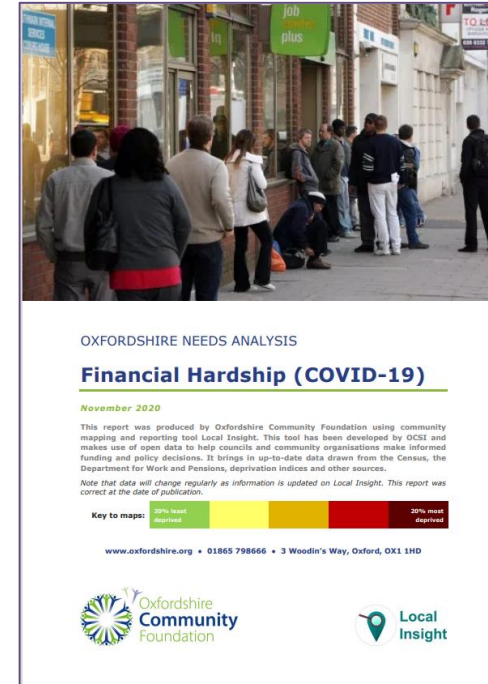 job
centre
plus
TO L
OXFORDSHIRE NEEDS ANALYSIS
Financial Hardship (COVID-19)
November 2020
This report was produced by Oxfordshire Community Foundation using community
mapping and reporting tool Local Insight. This tool has been developed by OCSI and
makes use of open data to help councils and community organisations make informed
funding and policy decisions. It brings in up-to-date data drawn from the Census, the
Department for Work and Pensions, deprivation indices and other sources.
Note that data will change regularly as information is updated on Local Insight. This report was
correct at the date of publication.
Key to maps:
20% least
deprived
20% most
deprived
www.oxfordshire.org • 01865 798666 • 3 Woodin's Way, Oxford, OX1 1HD
Oxfordshire
Community
Foundation
Local
Insight